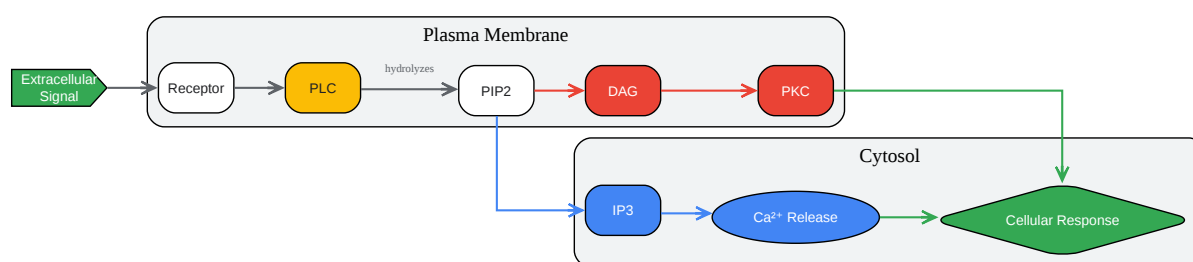 Plasma Membrane
Extracellular
Signal
Receptor
PLC
hydrolyzes
PIP2
DAG
PKC
Cytosol
IP3
Ca²⁺ Release
Cellular Response